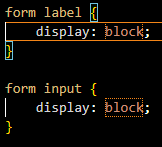 form label {
    display: block;
}

form input {
    display: block;
}